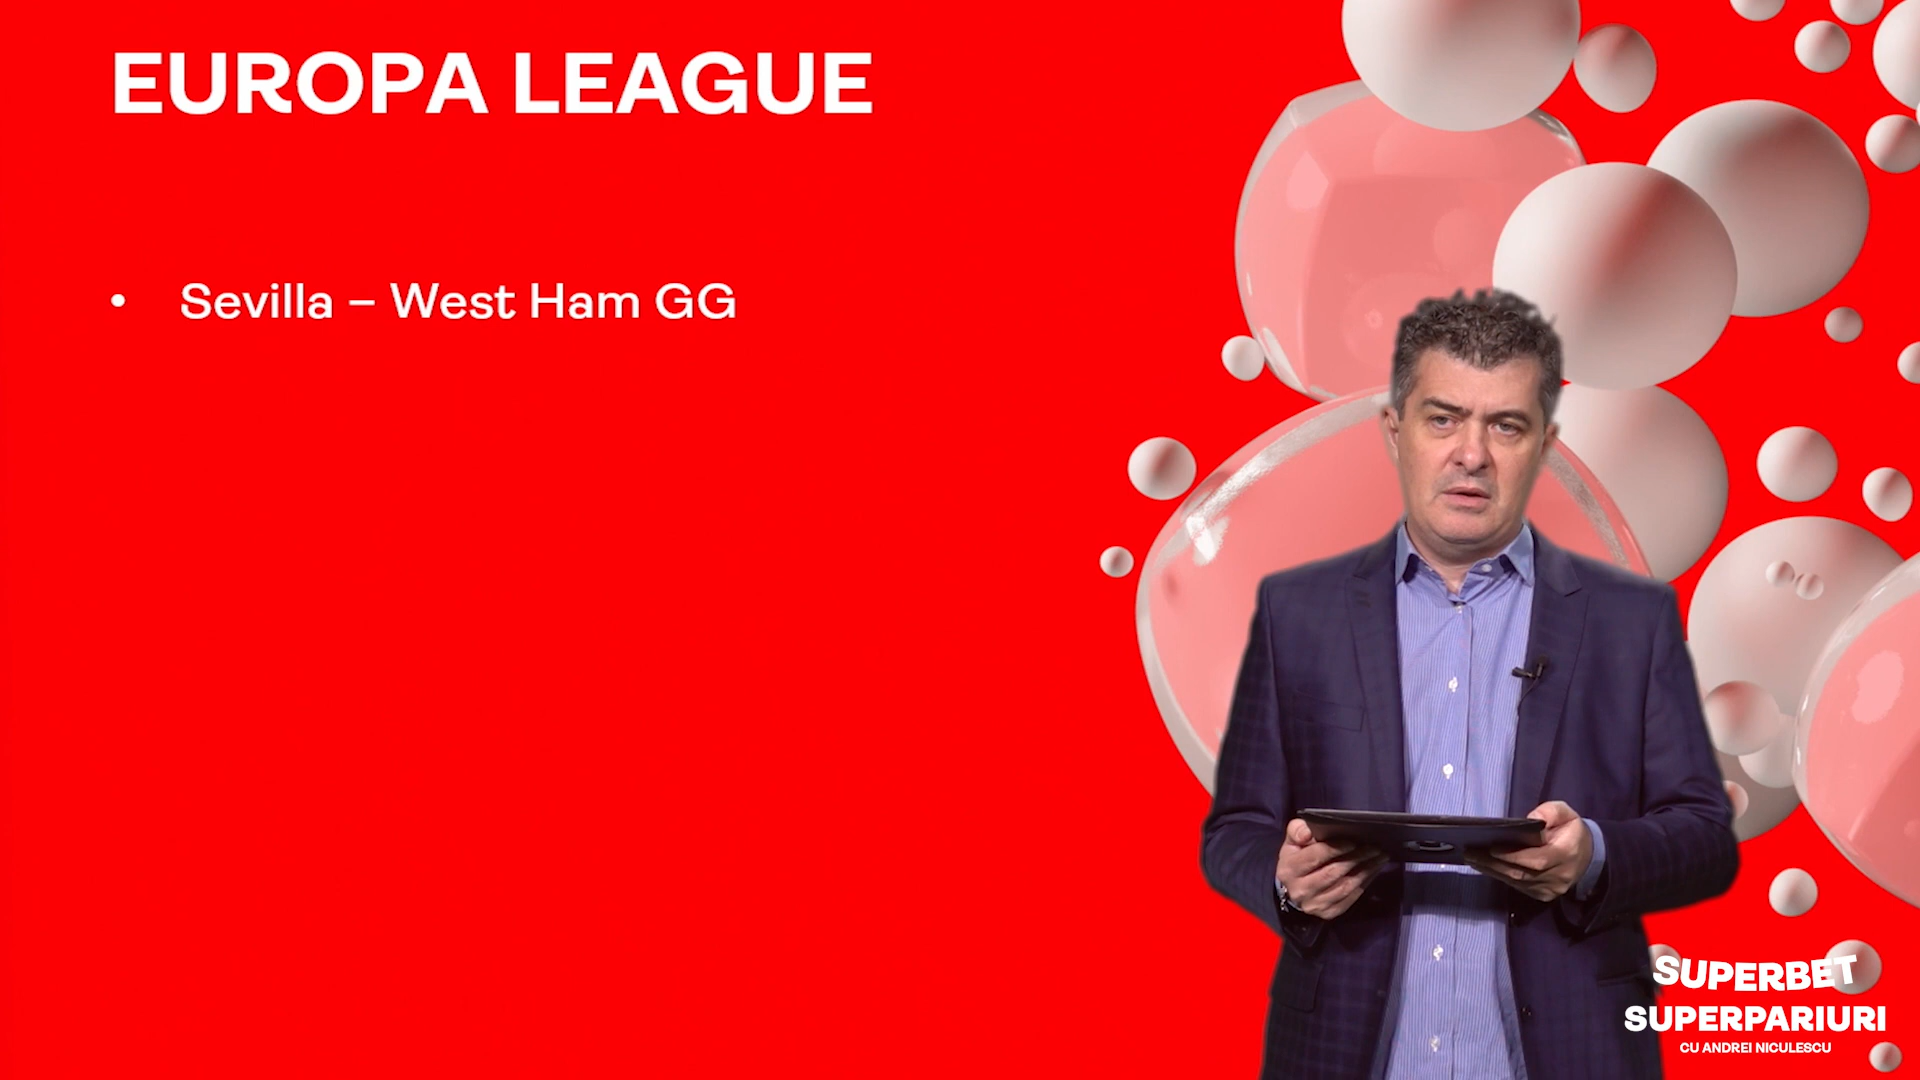 EUROPA LEAGUE
• Sevilla – West Ham GG
SUPERBET
SUPERPARIURI
CU ANDREI NICULESCU